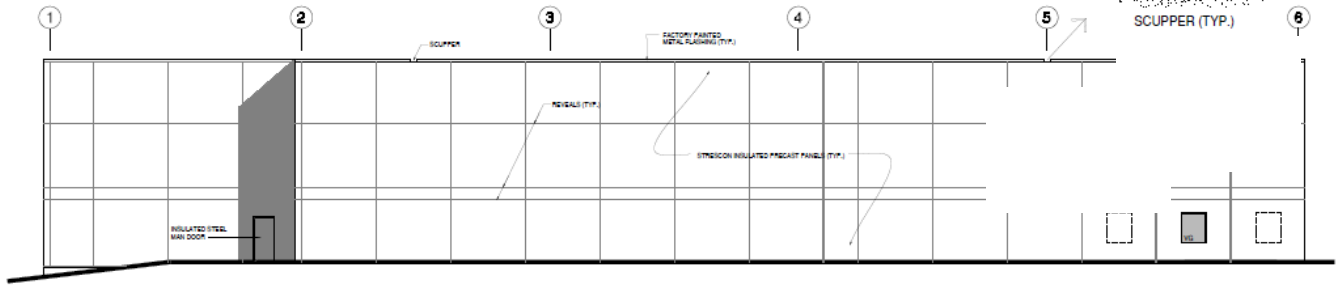 1
2
3
4
5
6
SCUPPER (TYP.)
SCUPPER
FACTORY PAINTED
METAL FLASHING (TYP.)
REVEALS (TYP.)
STRESCON INSULATED PRECAST PANELS (TYP.)
INSULATED STEEL
MAN DOOR
VG